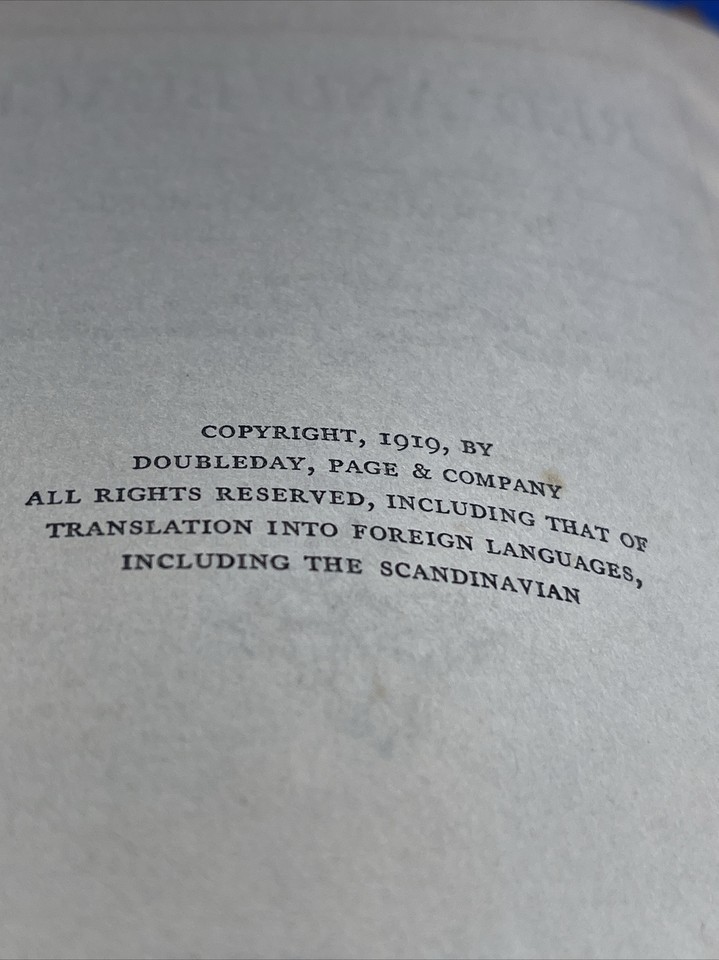 COPYRIGHT, 1919, BY
DOUBLEDAY, PAGE & COMPANY
ALL RIGHTS RESERVED, INCLUDING THAT OF
TRANSLATION INTO FOREIGN LANGUAGES,
INCLUDING THE SCANDINAVIAN